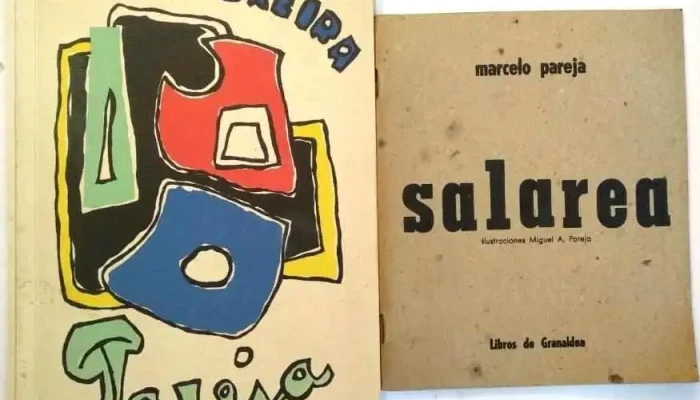 marcelo pareja
salarea
ilustraciones Miguel A. Pareja
Libros de Granaldea